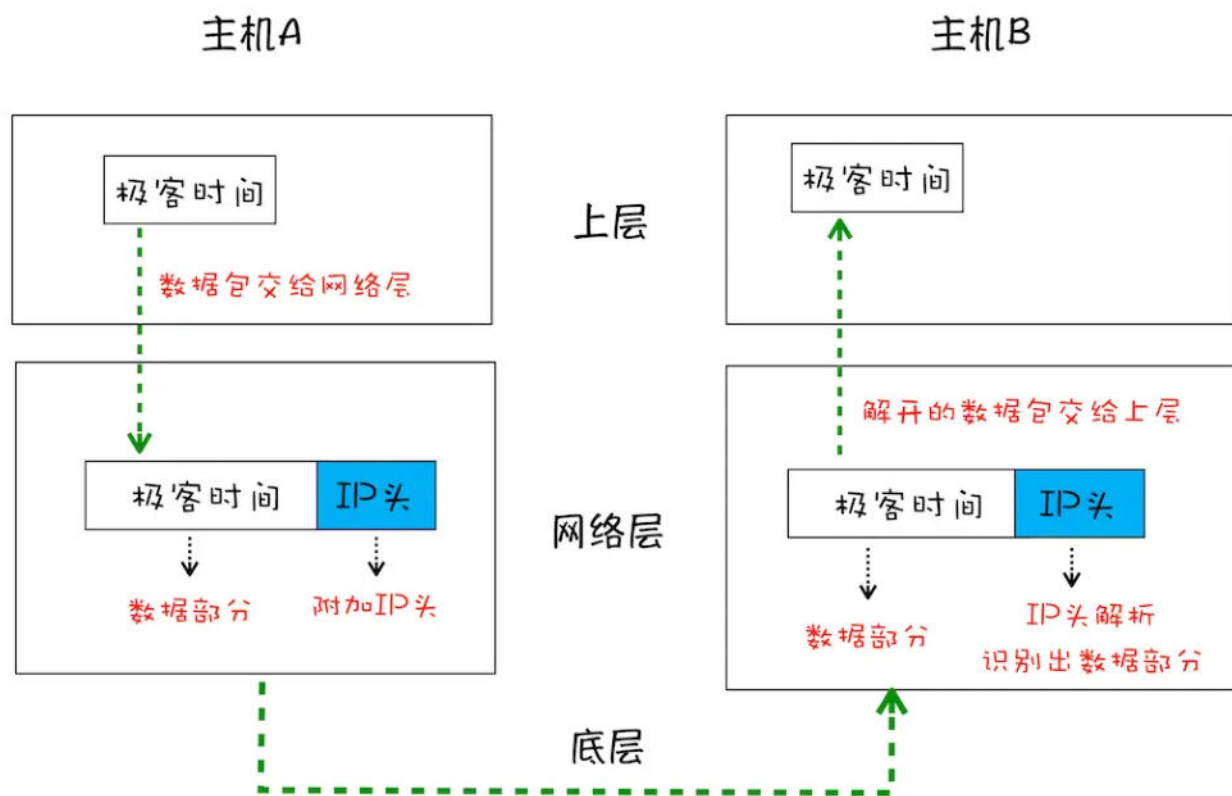 主机A
主机B
极客时间
极客时间
上层
数据包交给网络层
解开的数据包交给上层
极客时间
IP头
网络层
极客时间
IP头
数据部分
附加IP头
数据部分
IP头解析
识别出数据部分
底层